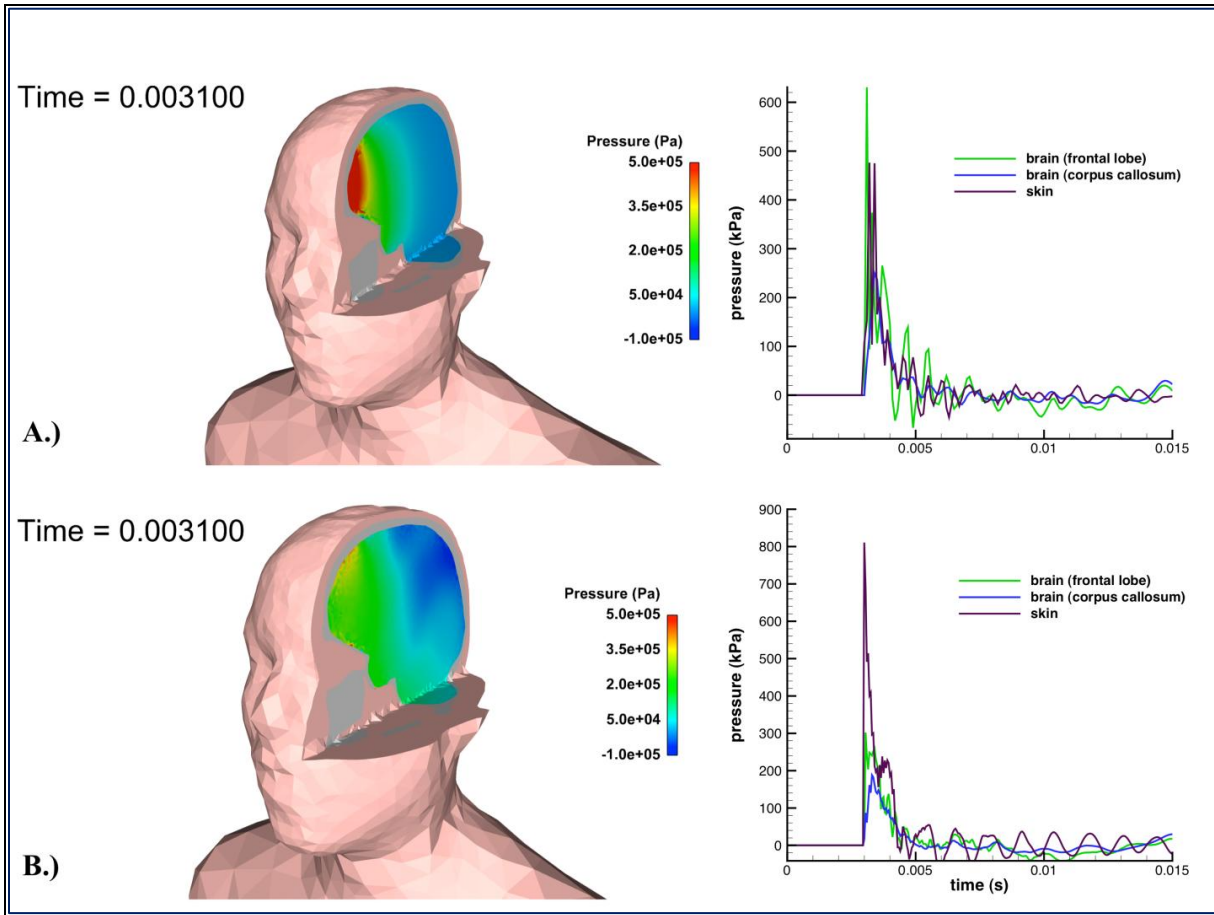 Time = 0.003100
Pressure (Pa)
5.0e+05
3.5e+05
2.0e+05
5.0e+04
-1.0e+05
A.)
pressure (kPa)
600
500
400
300
200
100
0
0
0.005
0.01
0.015
brain (frontal lobe)
brain (corpus callosum)
skin
Time = 0.003100
Pressure (Pa)
5.0e+05
3.5e+05
2.0e+05
5.0e+04
-1.0e+05
B.)
pressure (kPa)
900
800
700
600
500
400
300
200
100
0
0
0.005
0.01
0.015
time (s)
brain (frontal lobe)
brain (corpus callosum)
skin